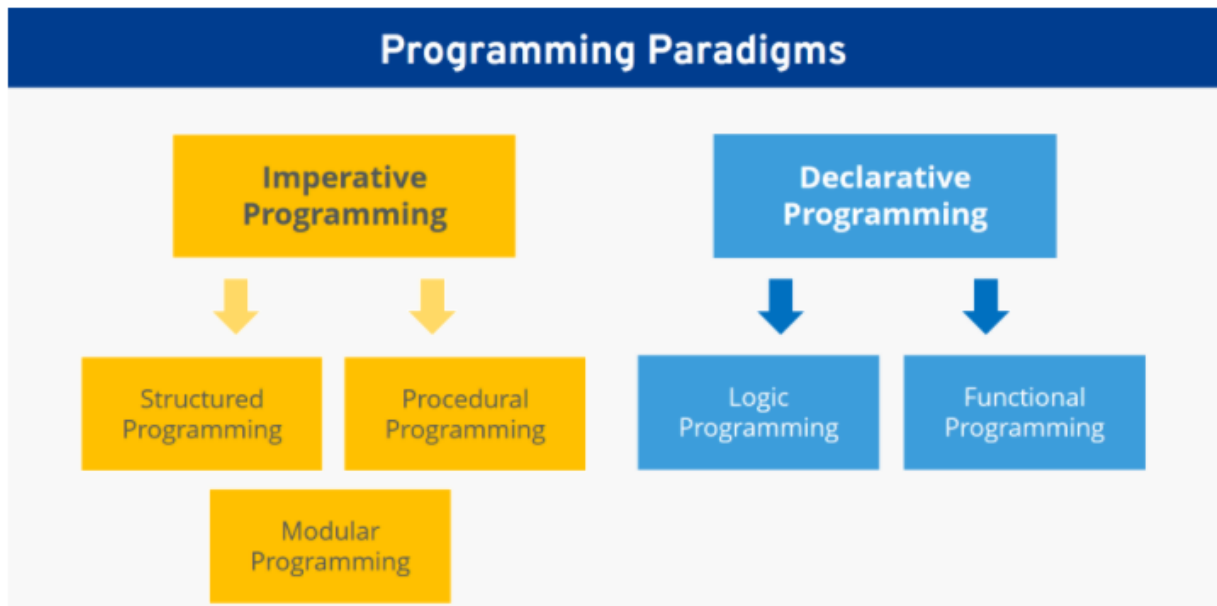 Programming Paradigms
Imperative
Programming
Declarative
Programming
Structured
Programming
Procedural
Programming
Logic
Programming
Functional
Programming
Modular
Programming